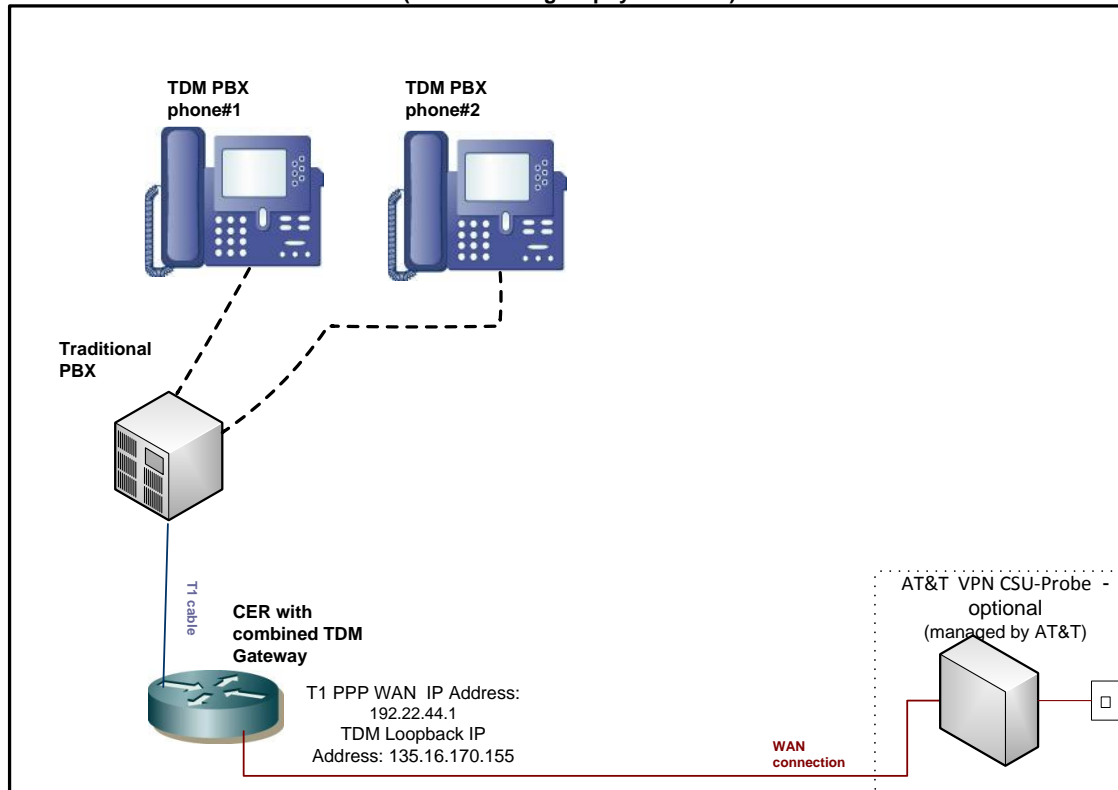 TDM PBX
phone#1
TDM PBX
phone#2
Traditional
PBX
T1 cable
CER with
combined TDM
Gateway
T1 PPP WAN  IP Address:
192.22.44.1
TDM Loopback IP
Address: 135.16.170.155
WAN
connection
AT&T  VPN CSU-Probe  -
optional
(managed by AT&T)